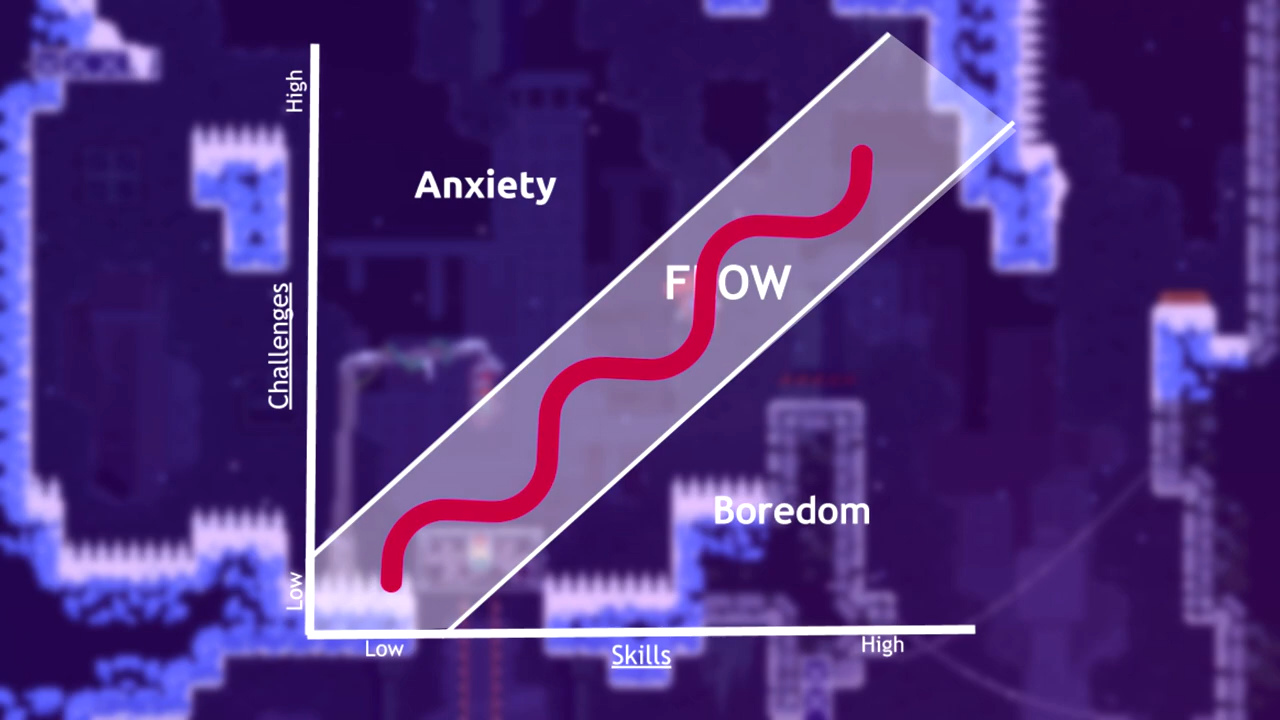 High
Anxiety
FLOW
Challenges
Boredom
Low
Low
High
Skills